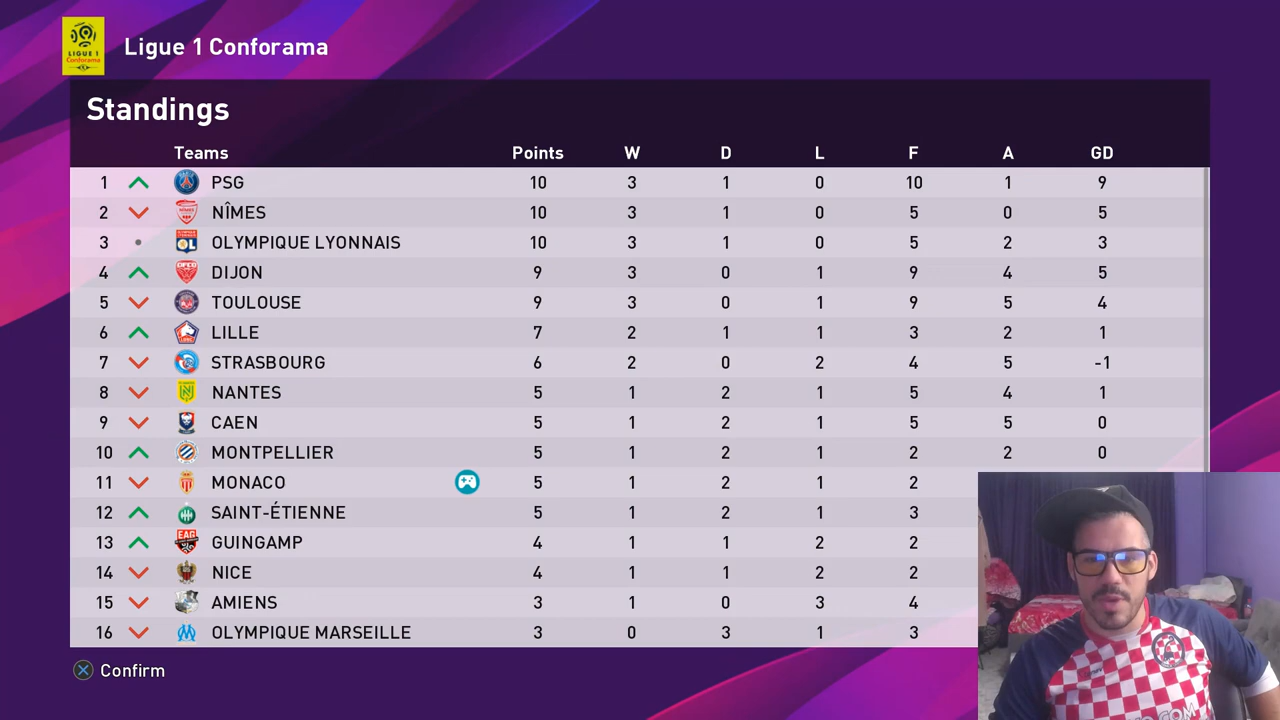 Ligue 1 Conforama
Standings
Teams Points W D L F A GD
1 PSG 10 3 1 0 10 1 9
2 NÎMES 10 3 1 0 5 0 5
3 OLYMPIQUE LYONNAIS 10 3 1 0 5 2 3
4 DIJON 9 3 0 1 9 4 5
5 TOULOUSE 9 3 0 1 9 5 4
6 LILLE 7 2 1 1 3 2 1
7 STRASBOURG 6 2 0 2 4 5 -1
8 NANTES 5 1 2 1 5 4 1
9 CAEN 5 1 2 1 5 5 0
10 MONTPELLIER 5 1 2 1 2 2 0
11 MONACO 5 1 2 1 2
12 SAINT-ÉTIENNE 5 1 2 1 3
13 GUINGAMP 4 1 1 2 2
14 NICE 4 1 1 2 2
15 AMIENS 3 1 0 3 4
16 OLYMPIQUE MARSEILLE 3 0 3 1 3
Confirm